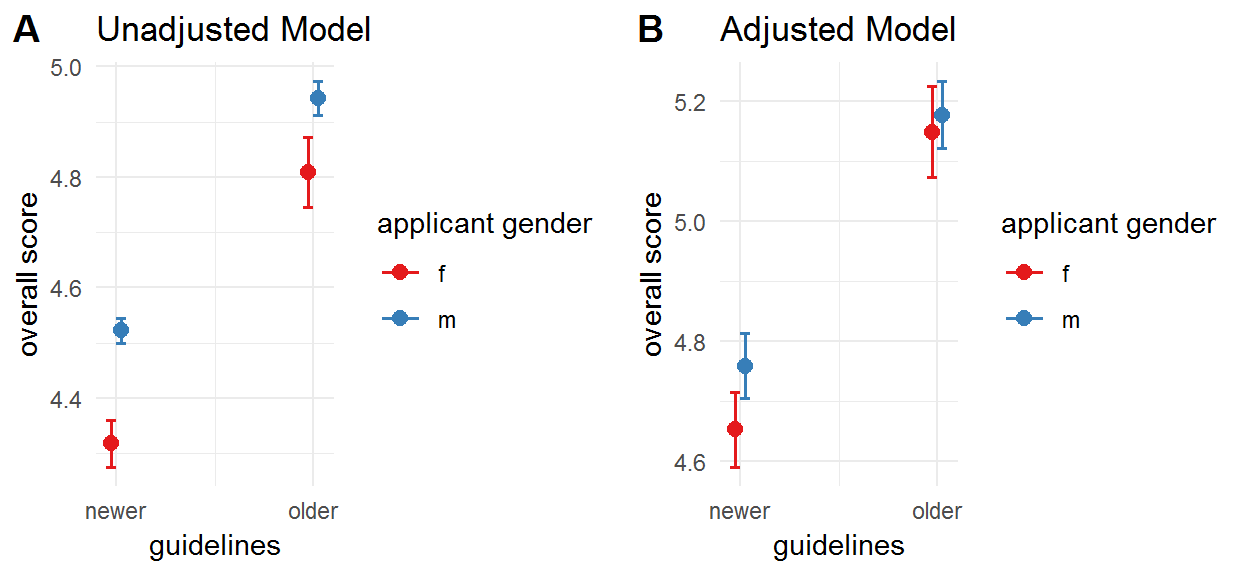 A Unadjusted Model
5.0
4.8
4.6
4.4
overall score
newer older
guidelines
applicant gender
f
m
B Adjusted Model
5.2
5.0
4.8
4.6
overall score
newer older
guidelines
applicant gender
f
m